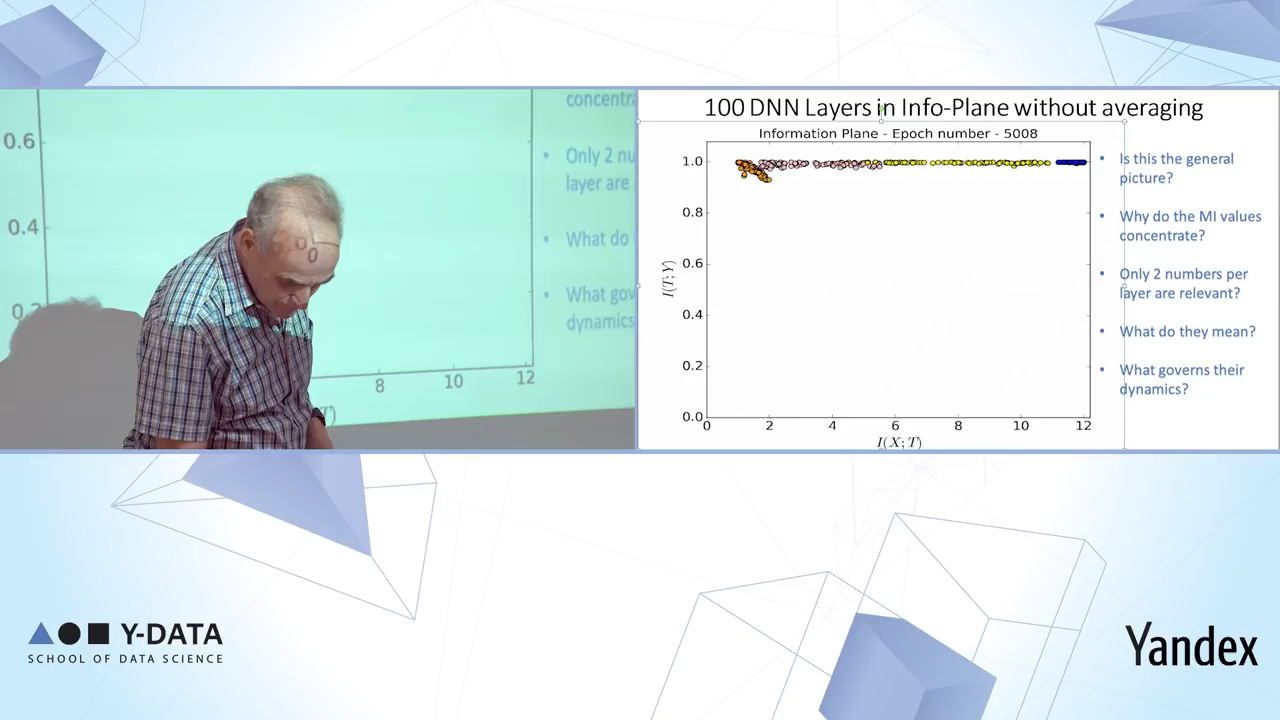 concentr
0.6
Only 2 nu
layer are
0.4
What do
0.2
What gov
dynamics
8
10
12
100 DNN Layers in Info-Plane without averaging
Information Plane - Epoch number - 5008
1.0
0.8
0.6
0.4
0.2
0.0
I(T;Y)
0
2
4
6
8
10
12
I(X;T)
• Is this the general
picture?
• Why do the MI values
concentrate?
• Only 2 numbers per
layer are relevant?
• What do they mean?
• What governs their
dynamics?
Y-DATA
SCHOOL OF DATA SCIENCE
Yandex